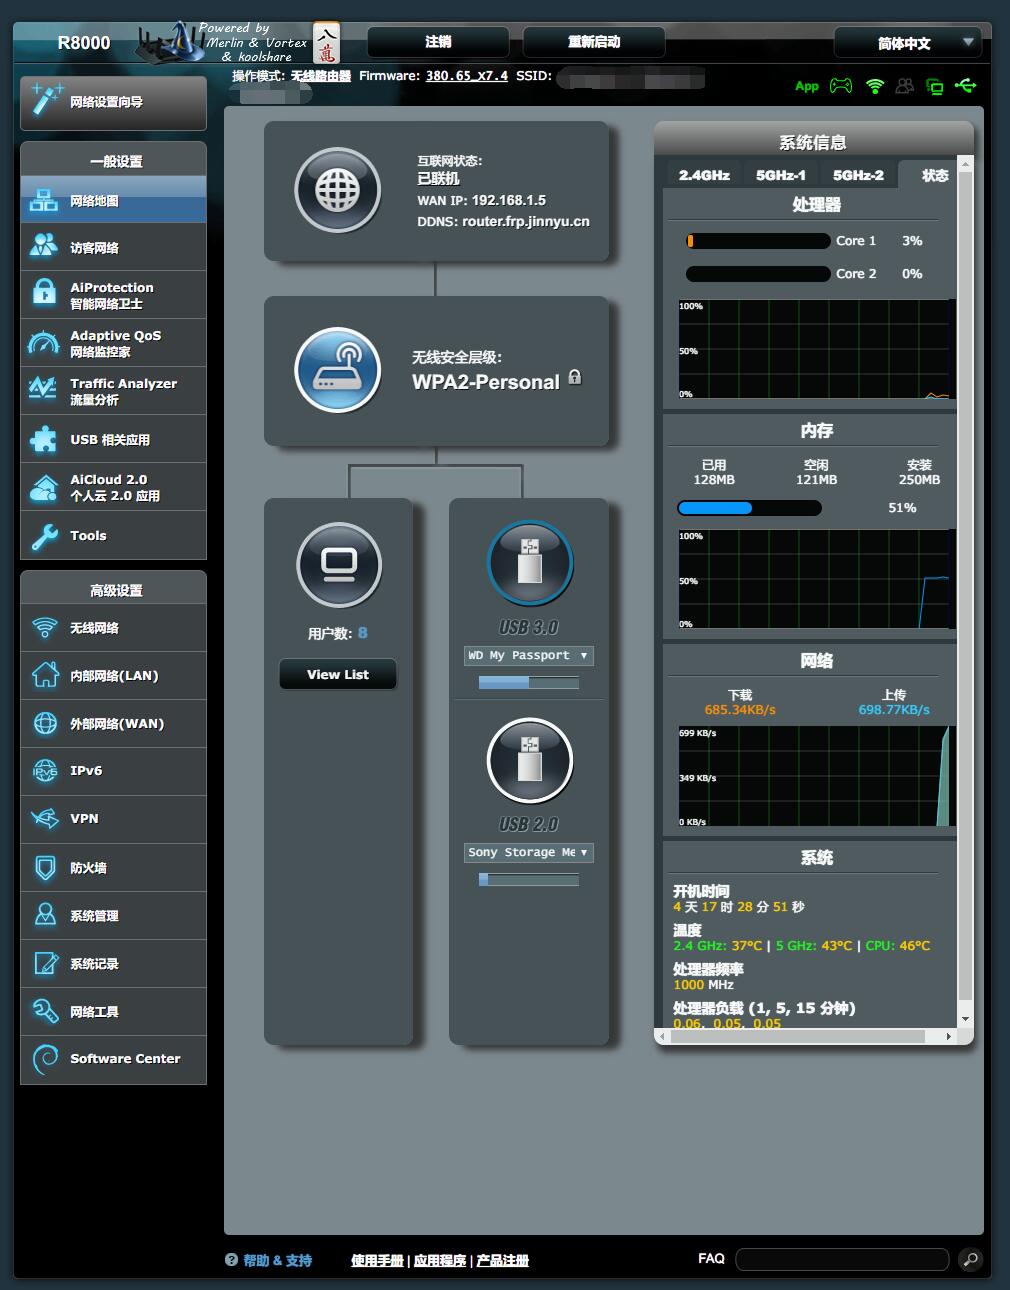 R8000
Powered by
Merlin & Vortex
& koolshare
八
萬
注销
重新启动
简体中文
操作模式: 无线路由器 Firmware: 380.65_X7.4 SSID:
App
网络设置向导
一般设置
网络地图
访客网络
AiProtection
智能网络卫士
Adaptive QoS
网络监控家
Traffic Analyzer
流量分析
USB 相关应用
AiCloud 2.0
个人云 2.0 应用
Tools
高级设置
无线网络
内部网络(LAN)
外部网络(WAN)
IPv6
IPv6
VPN
防火墙
系统管理
系统记录
网络工具
Software Center
互联网状态:
已联机
WAN IP: 192.168.1.5
DDNS: router.frp.jinnyu.cn
无线安全层级:
WPA2-Personal
用户数: 8
View List
USB 3.0
WD My Passport
USB 2.0
Sony Storage Me
系统信息
2.4GHz 5GHz-1 5GHz-2 状态
处理器
Core 1 3%
Core 2 0%
100%
50%
0%
内存
已用 空闲 安装
128MB 121MB 250MB
51%
100%
50%
0%
网络
下载 上传
685.34KB/s 698.77KB/s
699 KB/s
349 KB/s
0 KB/s
系统
开机时间
4 天 17 时 28 分 51 秒
温度
2.4 GHz: 37°C | 5 GHz: 43°C | CPU: 46°C
处理器频率
1000 MHz
处理器负载 (1, 5, 15 分钟)
0.06, 0.05, 0.05
帮助 & 支持 使用手册 | 应用程序 | 产品注册 FAQ